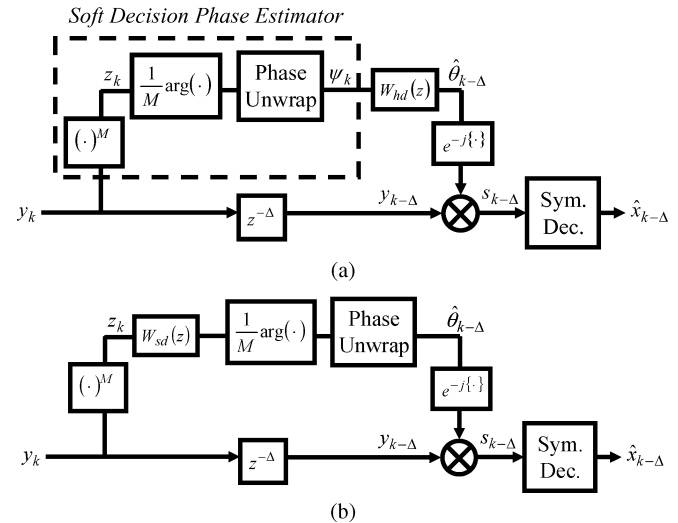 Soft Decision Phase Estimator
z_k
1/M arg(·)
Phase
Unwrap
ψ_k
W_hd(z)
θ̂_{k-Δ}
(·)^M
e^{-j{·}}
y_k
z^{-Δ}
y_{k-Δ}
s_{k-Δ}
Sym.
Dec.
x̂_{k-Δ}
(a)
z_k
W_sd(z)
1/M arg(·)
Phase
Unwrap
θ̂_{k-Δ}
(·)^M
e^{-j{·}}
y_k
z^{-Δ}
y_{k-Δ}
s_{k-Δ}
Sym.
Dec.
x̂_{k-Δ}
(b)